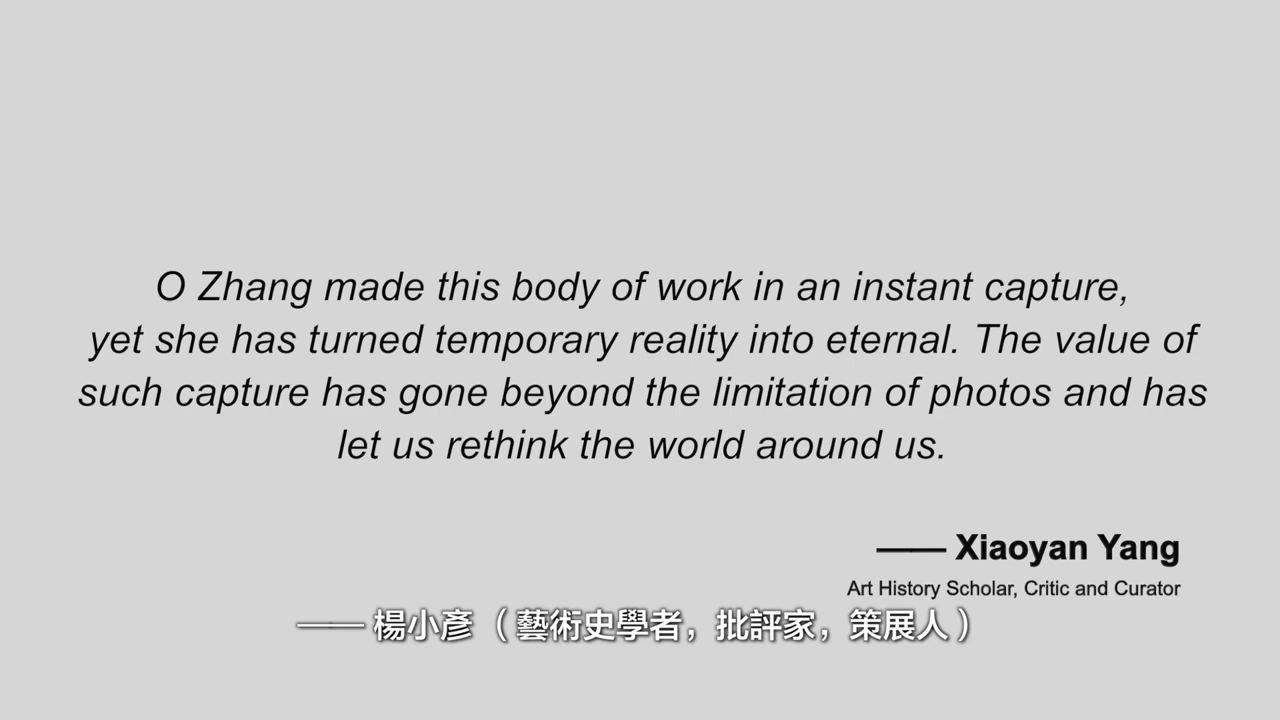 O Zhang made this body of work in an instant capture,
yet she has turned temporary reality into eternal. The value of
such capture has gone beyond the limitation of photos and has
let us rethink the world around us.
—— Xiaoyan Yang
Art History Scholar, Critic and Curator
—— 楊小彥（藝術史學者，批評家，策展人）